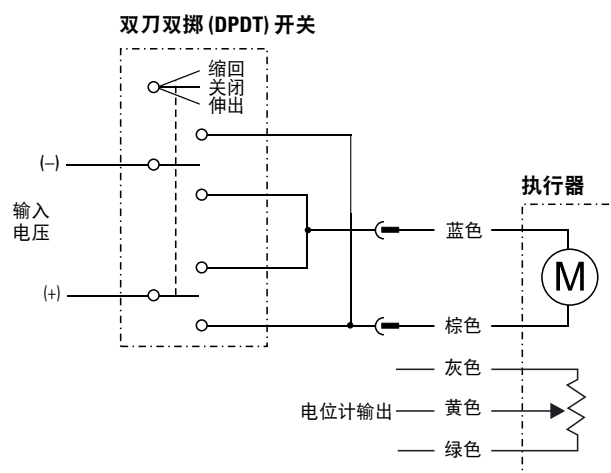 双刀双掷 (DPDT) 开关
缩回
关闭
伸出
(–)
输入
电压
(+)
执行器
蓝色
M
棕色
灰色
电位计输出
黄色
绿色